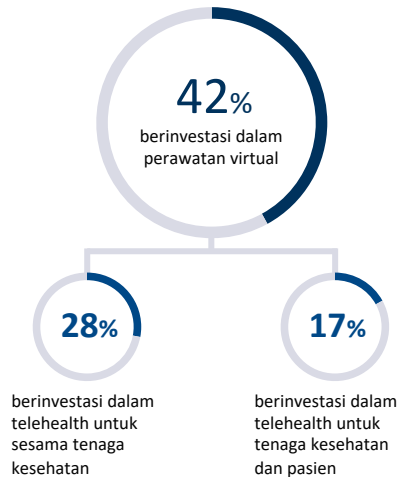 42%
berinvestasi dalam
perawatan virtual
28%
berinvestasi dalam
telehealth untuk
sesama tenaga
kesehatan
17%
berinvestasi dalam
telehealth untuk
tenaga kesehatan
dan pasien